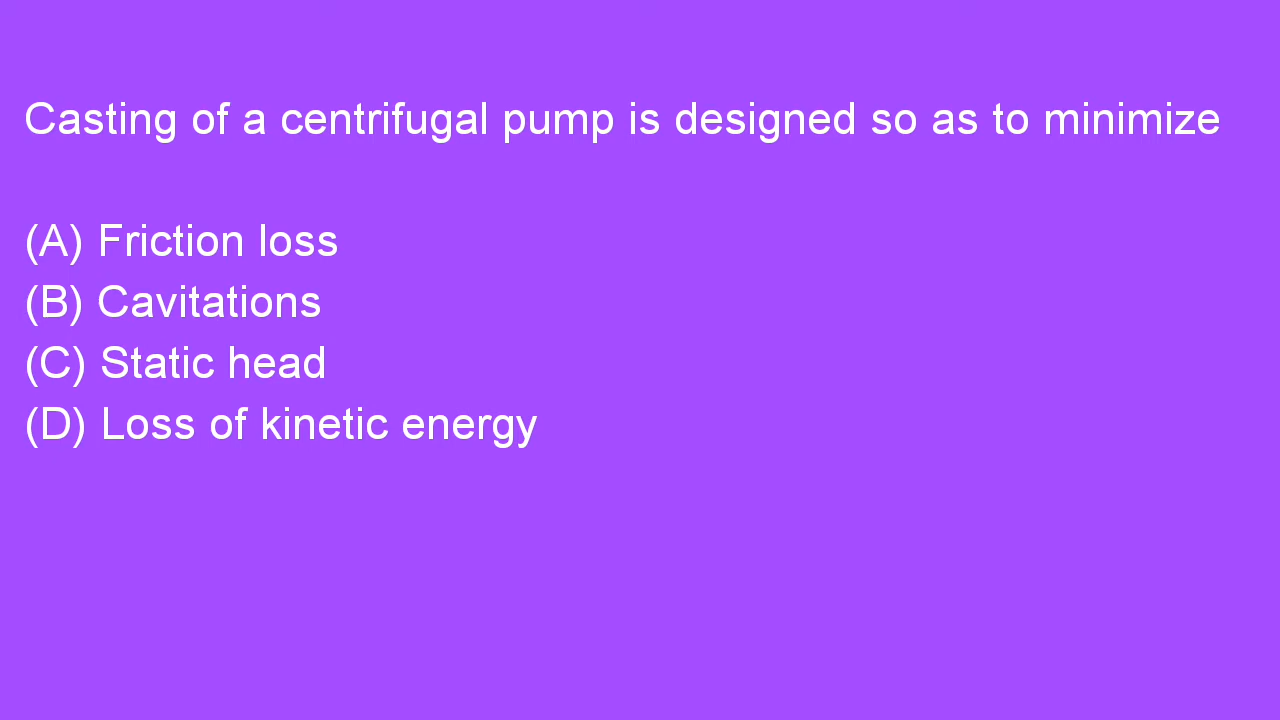 Casting of a centrifugal pump is designed so as to minimize
(A) Friction loss
(B) Cavitations
(C) Static head
(D) Loss of kinetic energy